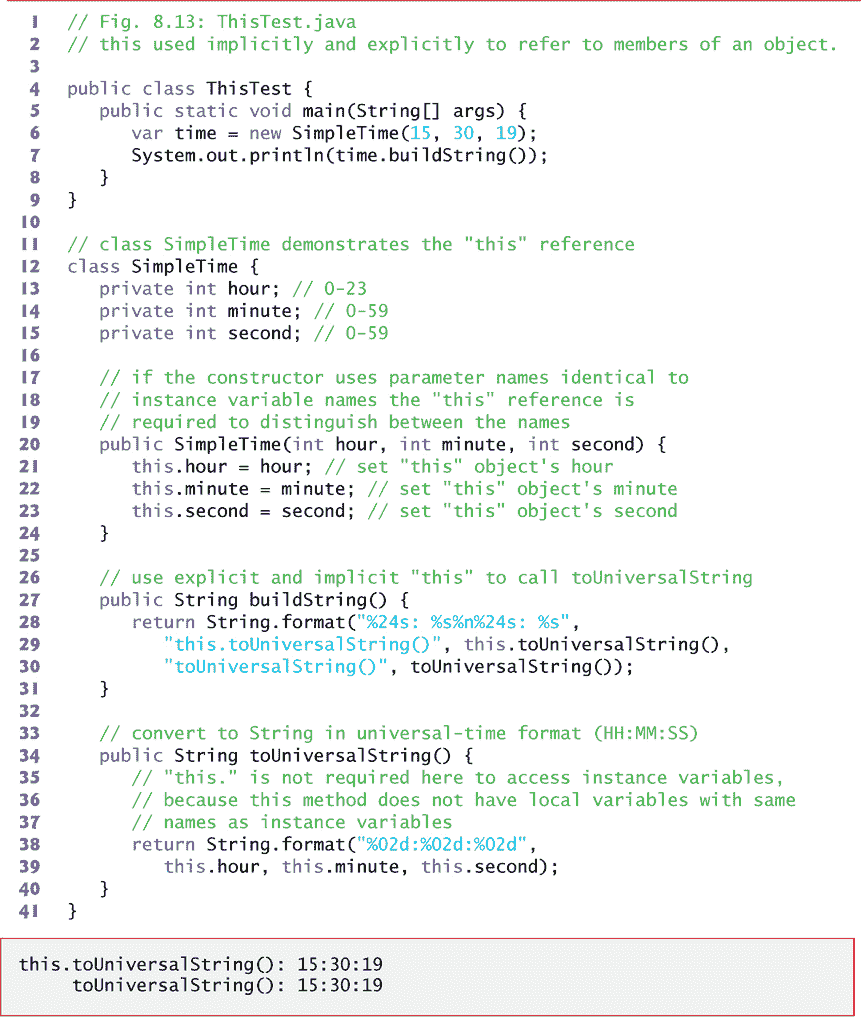 1 // Fig. 8.13: ThisTest.java
2 // this used implicitly and explicitly to refer to members of an object.
3
4 public class ThisTest {
5    public static void main(String[] args) {
6       var time = new SimpleTime(15, 30, 19);
7       System.out.println(time.buildString());
8    }
9 }
10
11 // class SimpleTime demonstrates the "this" reference
12 class SimpleTime {
13    private int hour; // 0-23
14    private int minute; // 0-59
15    private int second; // 0-59
16
17    // if the constructor uses parameter names identical to
18    // instance variable names the "this" reference is
19    // required to distinguish between the names
20    public SimpleTime(int hour, int minute, int second) {
21       this.hour = hour; // set "this" object's hour
22       this.minute = minute; // set "this" object's minute
23       this.second = second; // set "this" object's second
24    }
25
26    // use explicit and implicit "this" to call toUniversalString
27    public String buildString() {
28       return String.format("%24s: %s%n%24s: %s",
29          "this.toUniversalString()", this.toUniversalString(),
30          "toUniversalString()", toUniversalString());
31    }
32
33    // convert to String in universal-time format (HH:MM:SS)
34    public String toUniversalString() {
35       // "this." is not required here to access instance variables,
36       // because this method does not have local variables with same
37       // names as instance variables
38       return String.format("%02d:%02d:%02d",
39          this.hour, this.minute, this.second);
40    }
41 }
this.toUniversalString(): 15:30:19
     toUniversalString(): 15:30:19